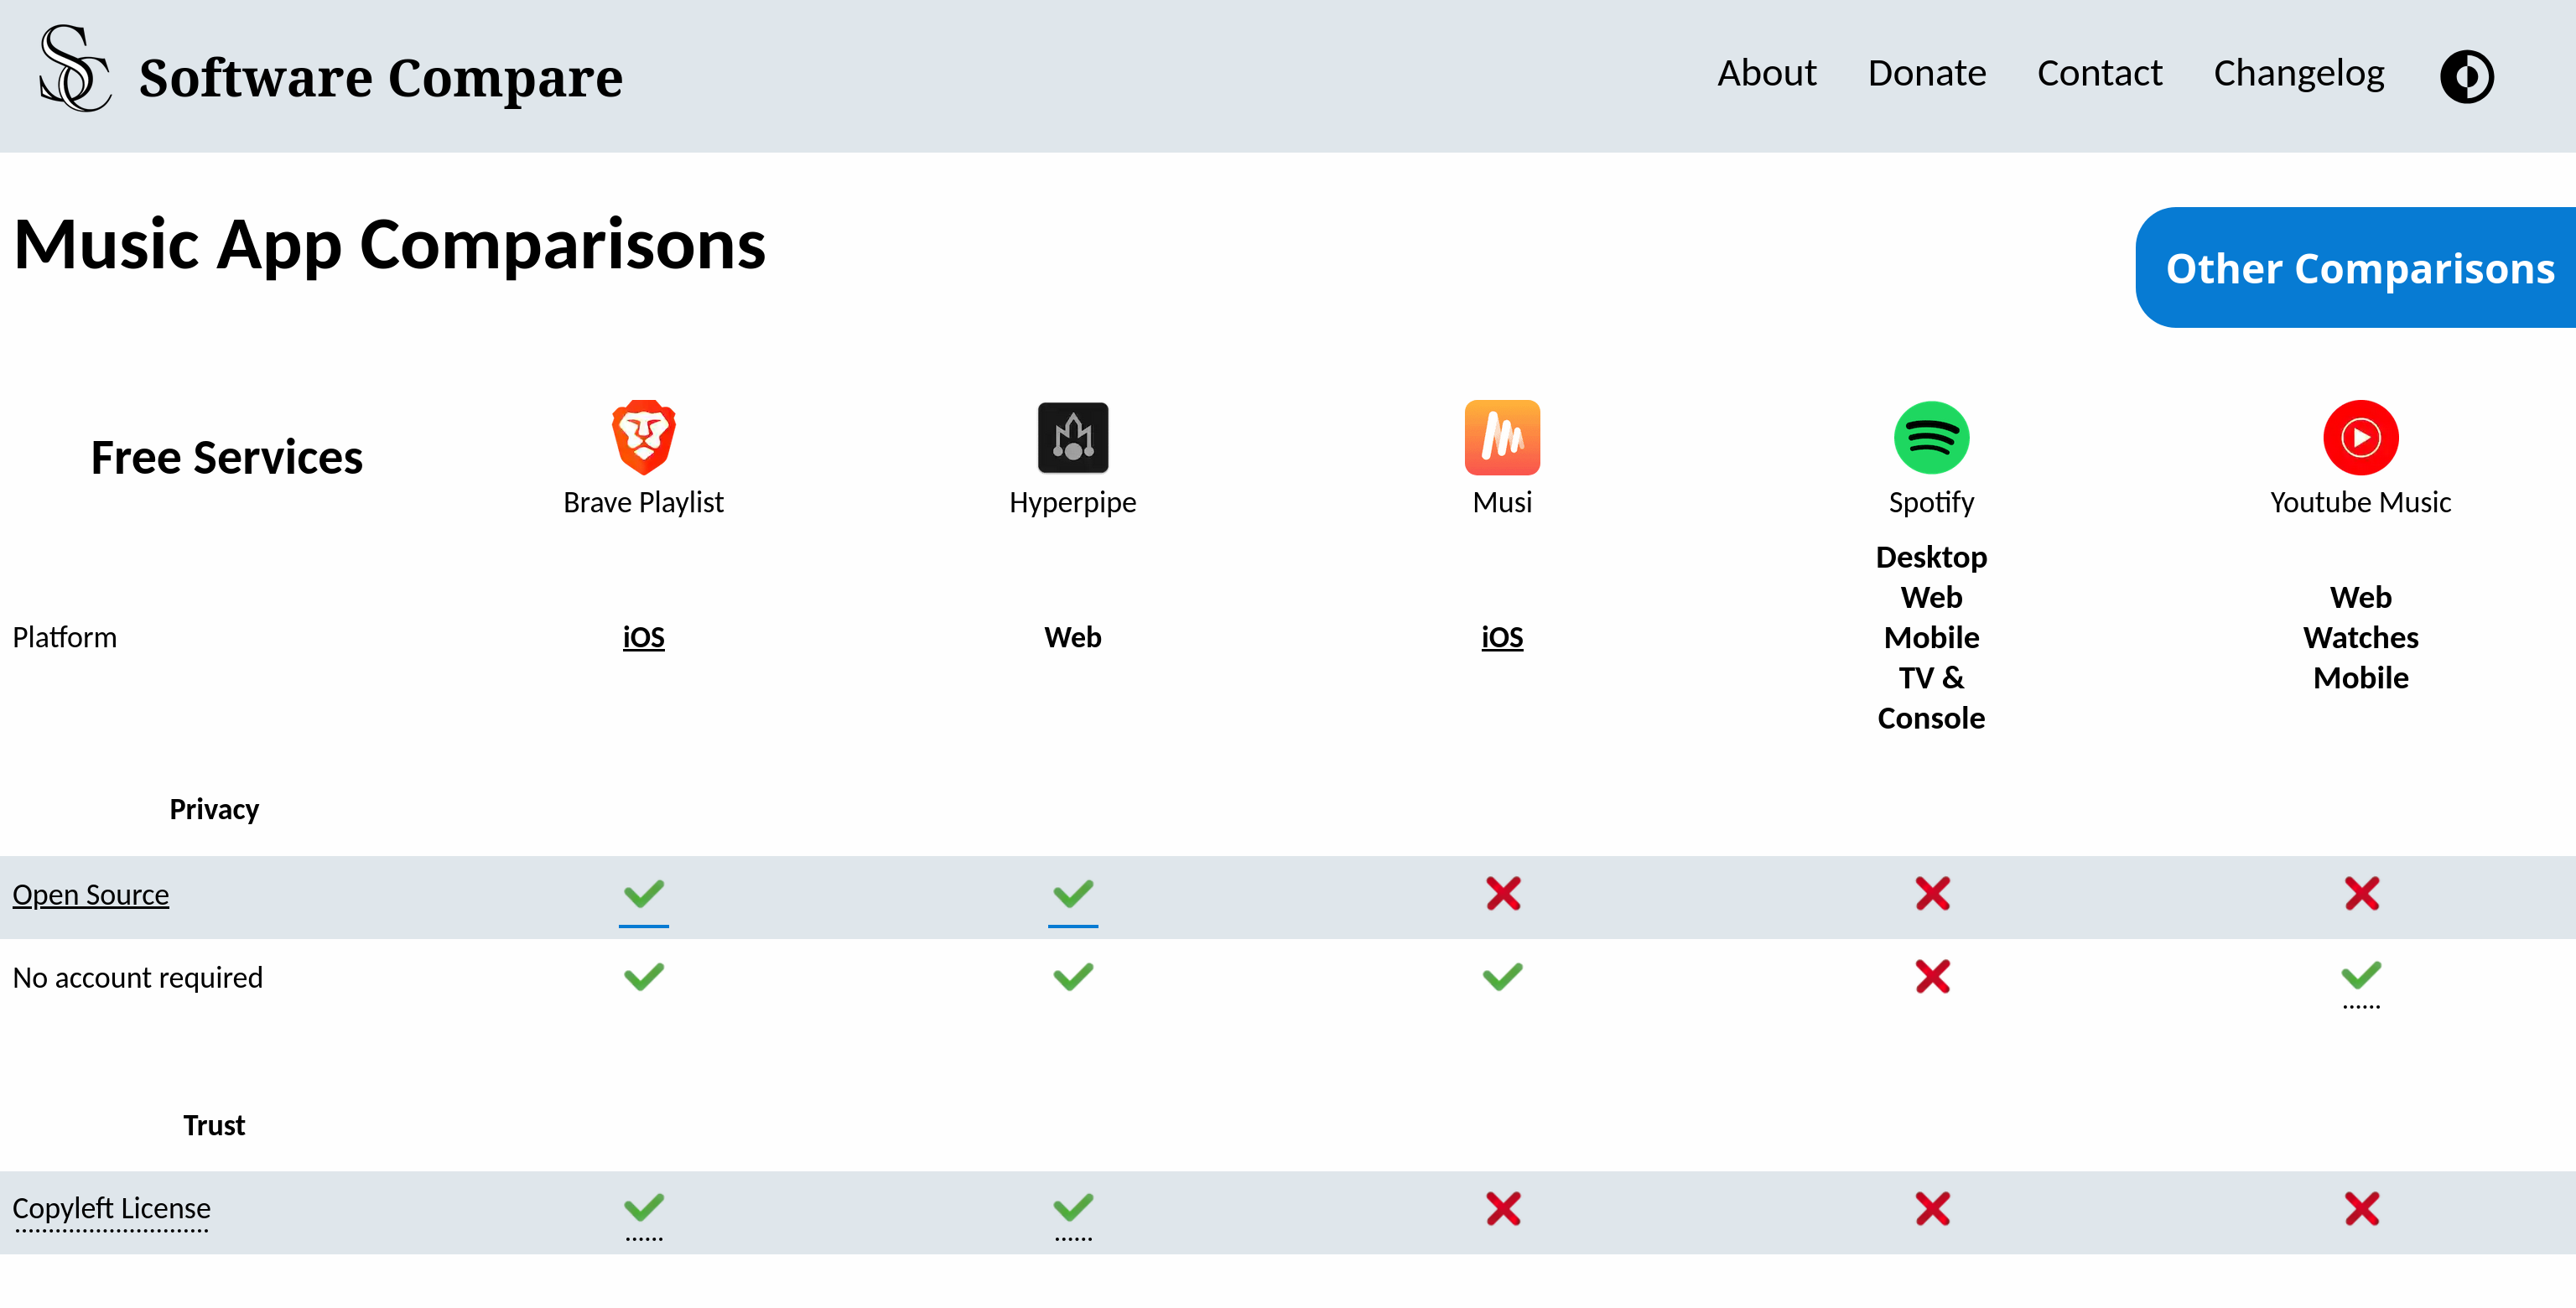 SC Software Compare
About Donate Contact Changelog
Music App Comparisons
Other Comparisons
Free Services
Brave Playlist
Hyperpipe
Musi
Spotify
Youtube Music
Platform
iOS
Web
iOS
Desktop
Web
Mobile
TV &
Console
Web
Watches
Mobile
Privacy
Open Source
No account required
Trust
Copyleft License